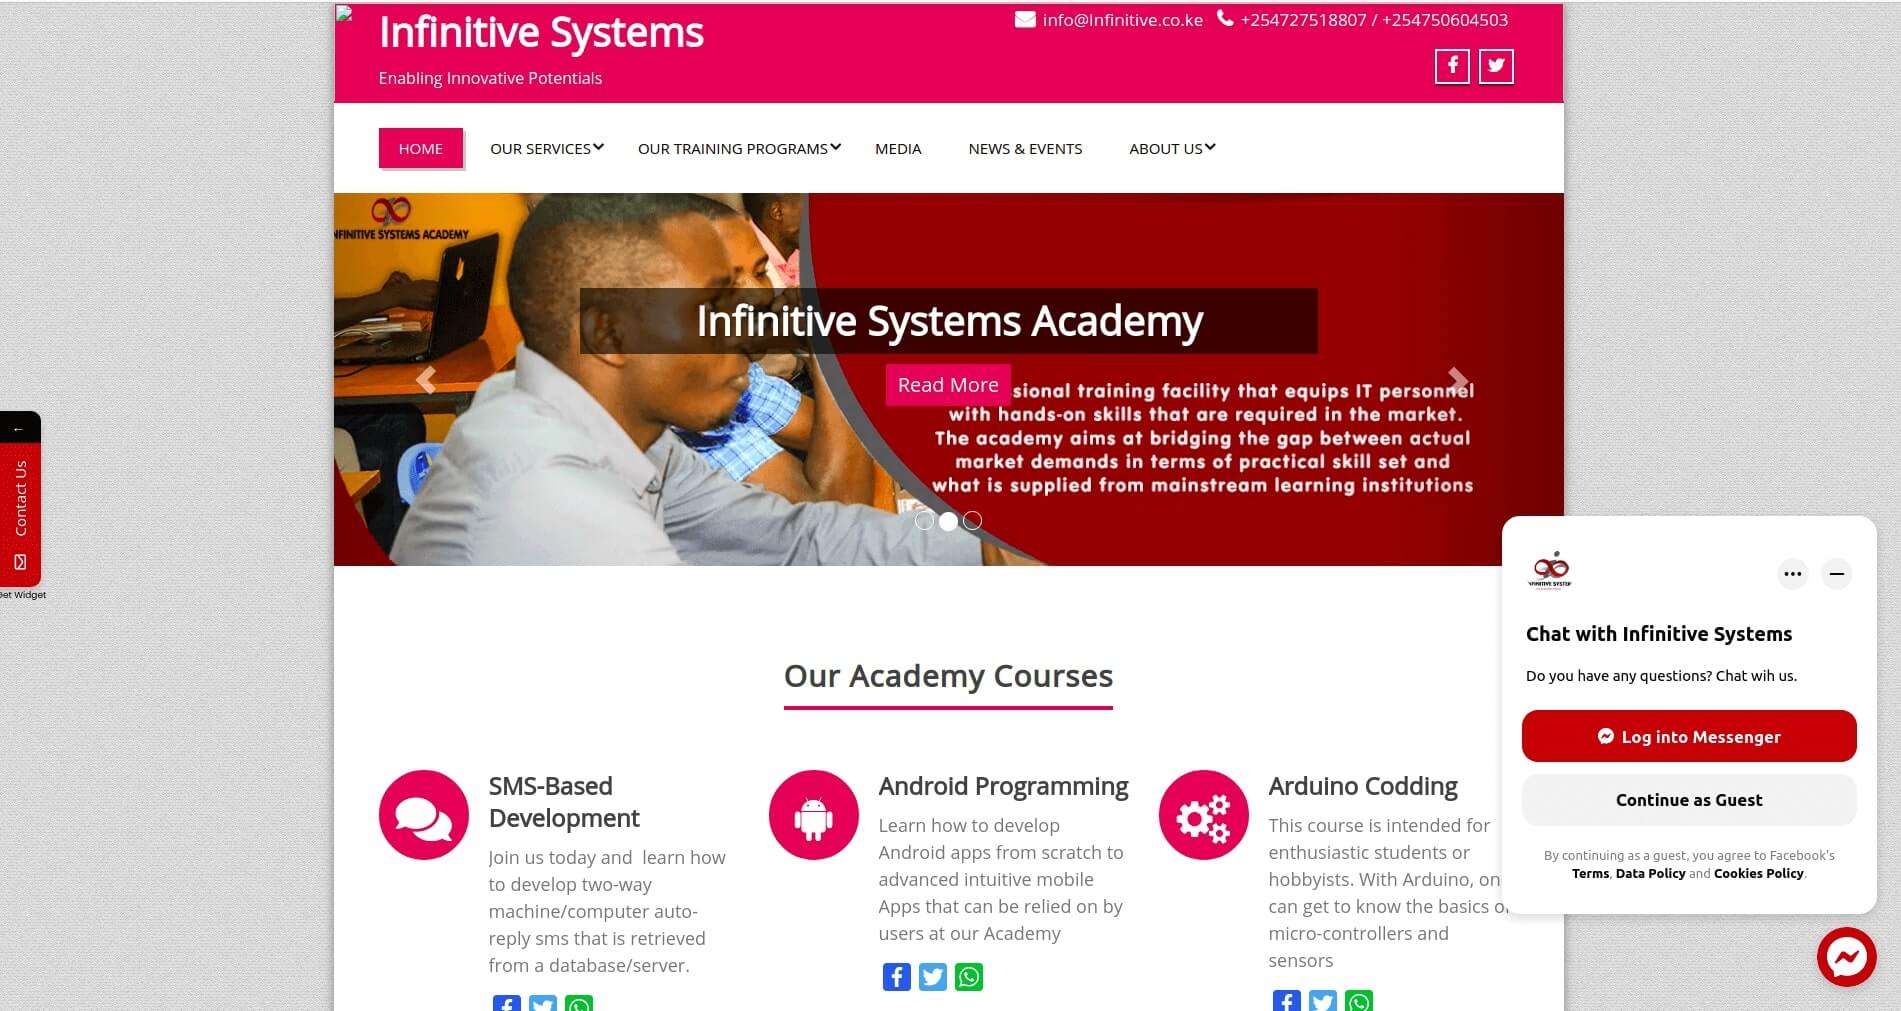 Infinitive Systems
Enabling Innovative Potentials
info@Infinitive.co.ke
+254727518807 / +254750604503
HOME
OUR SERVICES
OUR TRAINING PROGRAMS
MEDIA
NEWS & EVENTS
ABOUT US
NFINITIVE SYSTEMS ACADEMY
Infinitive Systems Academy
Read More
sional training facility that equips IT personnel
with hands-on skills that are required in the market.
The academy aims at bridging the gap between actual
market demands in terms of practical skill set and
what is supplied from mainstream learning institutions
←
Contact Us
Get Widget
Our Academy Courses
SMS-Based
Development
Join us today and learn how
to develop two-way
machine/computer auto-
reply sms that is retrieved
from a database/server.
Android Programming
Learn how to develop
Android apps from scratch to
advanced intuitive mobile
Apps that can be relied on by
users at our Academy
Arduino Codding
This course is intended for
enthusiastic students or
hobbyists. With Arduino, on
can get to know the basics o
micro-controllers and
sensors
Chat with Infinitive Systems
Do you have any questions? Chat wih us.
Log into Messenger
Continue as Guest
By continuing as a guest, you agree to Facebook's
Terms, Data Policy and Cookies Policy.